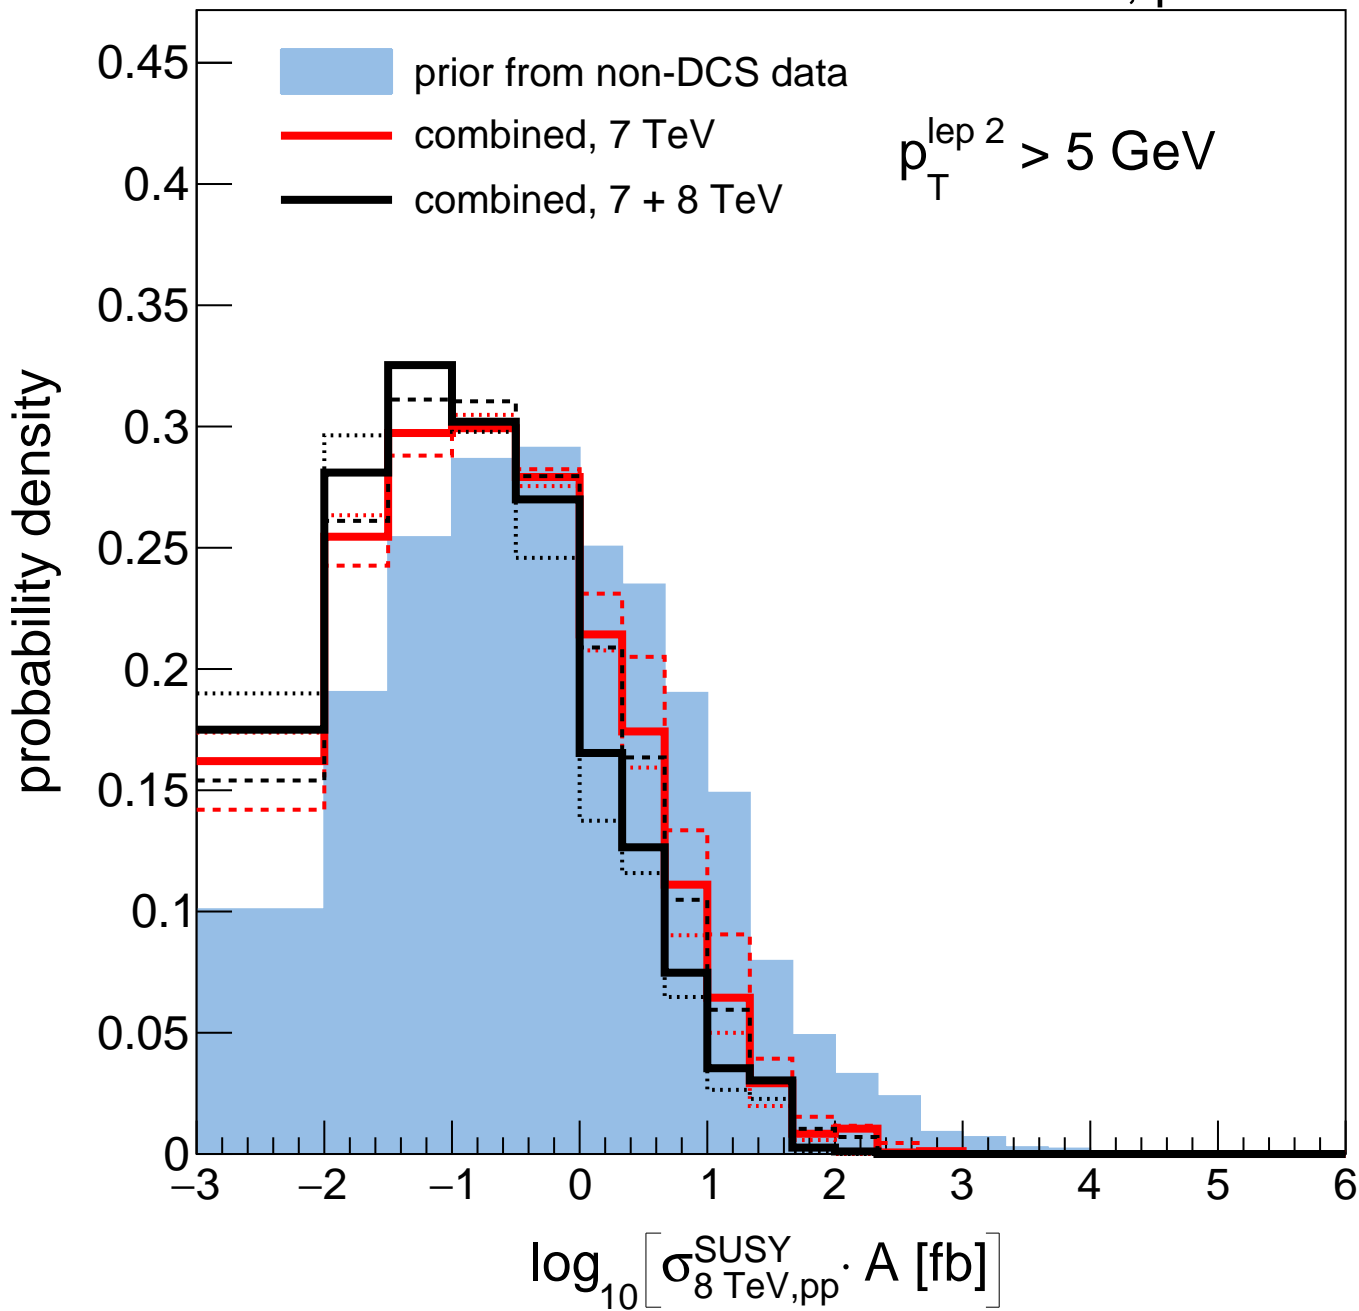 prior from non-DCS data
combined, 7 TeV
combined, 7 + 8 TeV
p_T^lep 2 > 5 GeV
probability density
0.45
0.4
0.35
0.3
0.25
0.2
0.15
0.1
0.05
0
−3 −2 −1 0 1 2 3 4 5 6
log_10[σ^SUSY_8 TeV,pp · A [fb]]